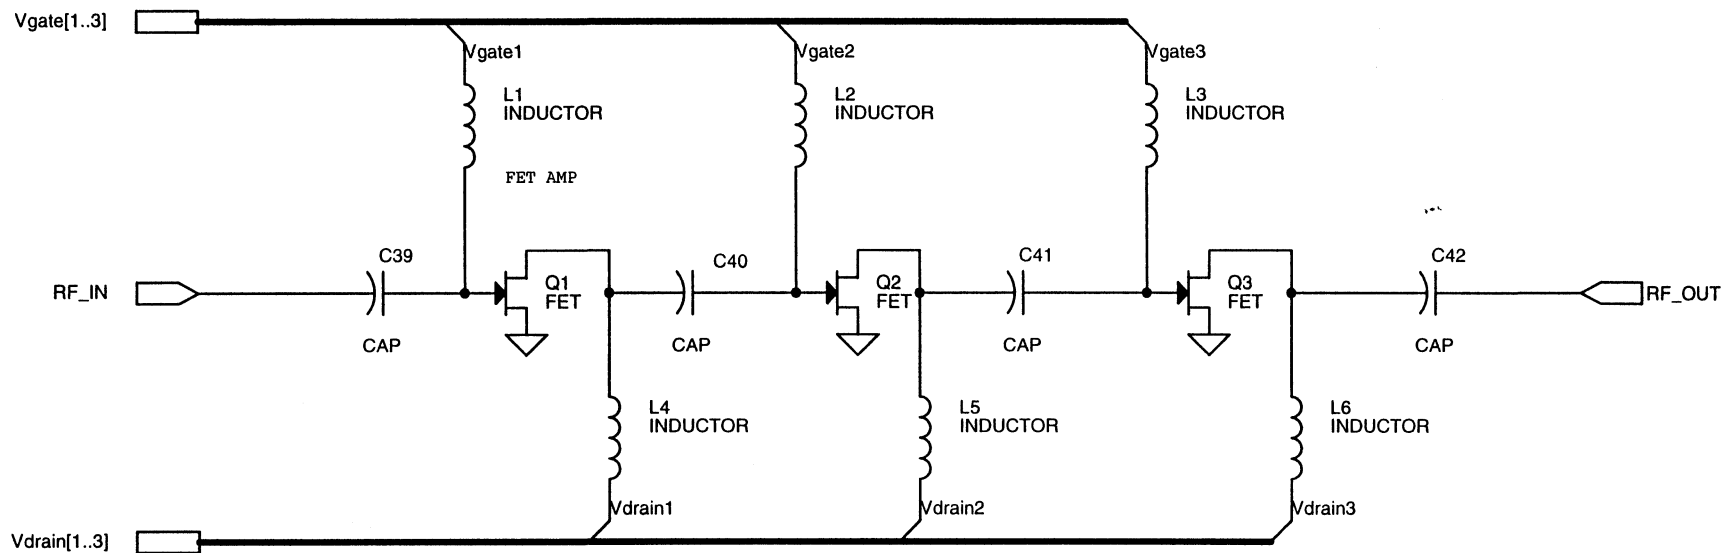 Vgate[1..3]
Vgate1
Vgate2
Vgate3
L1
INDUCTOR
L2
INDUCTOR
L3
INDUCTOR
FET AMP
RF_IN
C39
CAP
Q1
FET
C40
CAP
Q2
FET
C41
CAP
Q3
FET
C42
CAP
RF_OUT
L4
INDUCTOR
L5
INDUCTOR
L6
INDUCTOR
Vdrain1
Vdrain2
Vdrain3
Vdrain[1..3]